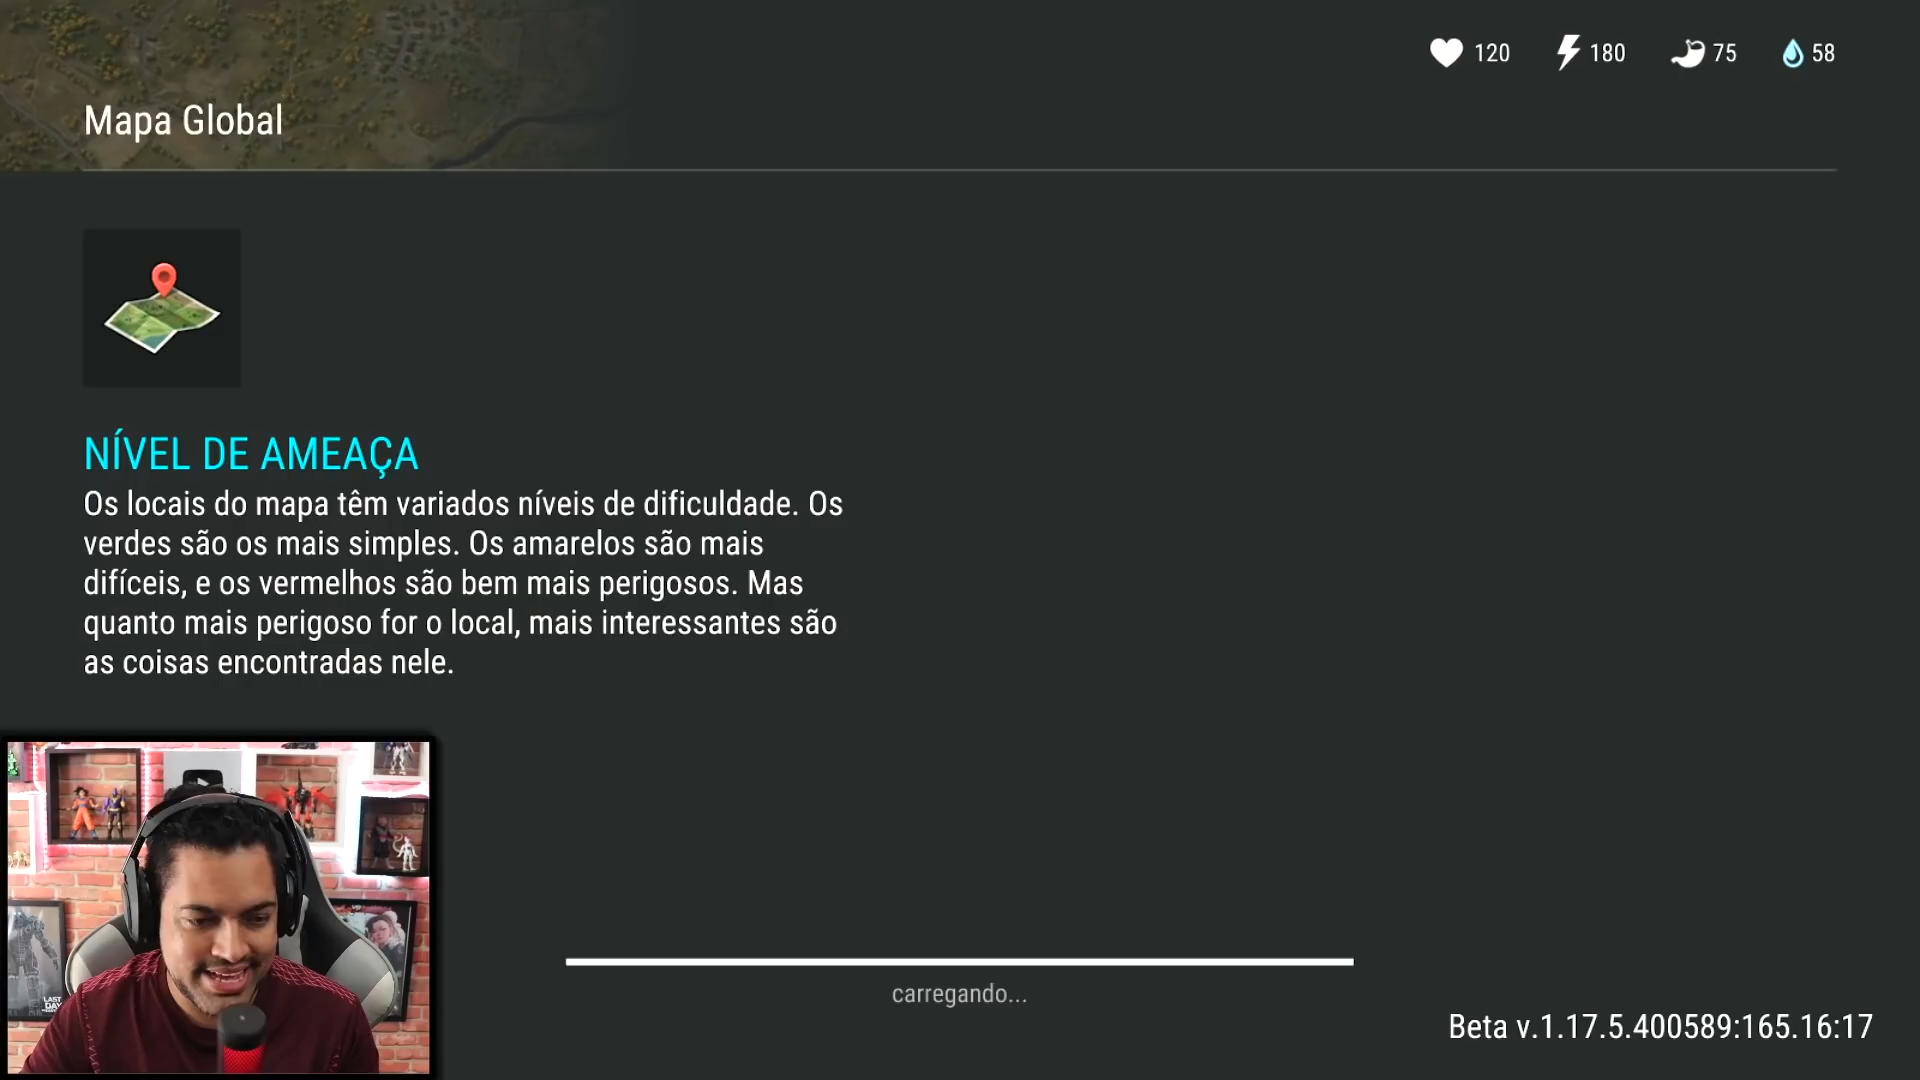 120 180 75 58
Mapa Global
NÍVEL DE AMEAÇA
Os locais do mapa têm variados níveis de dificuldade. Os
verdes são os mais simples. Os amarelos são mais
difíceis, e os vermelhos são bem mais perigosos. Mas
quanto mais perigoso for o local, mais interessantes são
as coisas encontradas nele.
LAST
DAY
carregando...
Beta v.1.17.5.400589:165.16:17